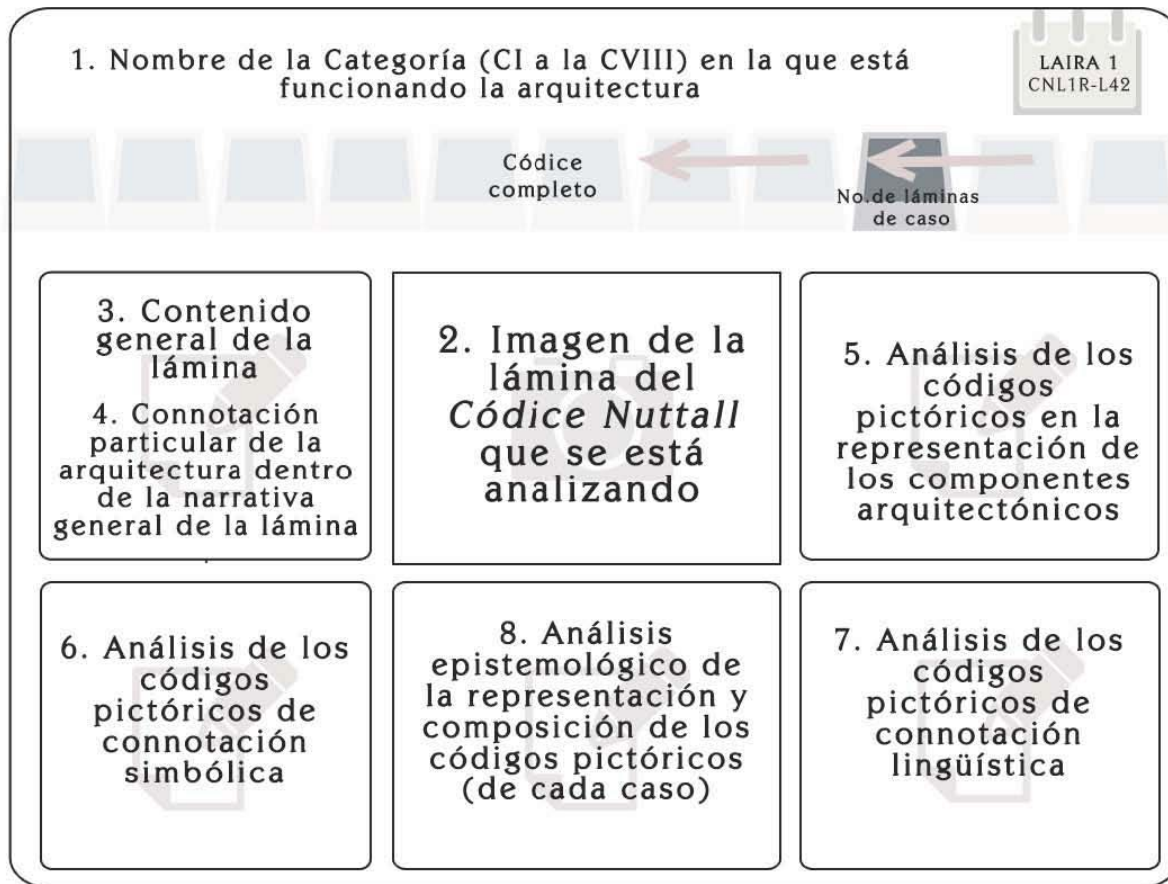 1. Nombre de la Categoría (CI a la CVIII) en la que está
funcionando la arquitectura
LAIRA 1
CNL1R-L42
Códice
completo
No.de láminas
de caso
3. Contenido
general de la
lámina
4. Connotación
particular de la
arquitectura dentro
de la narrativa
general de la lámina
2. Imagen de la
lámina del
Códice Nuttall
que se está
analizando
5. Análisis de los
códigos
pictóricos en la
representación de
los componentes
arquitectónicos
6. Análisis de los
códigos
pictóricos de
connotación
simbólica
8. Análisis
epistemológico de
la representación y
composición de los
códigos pictóricos
(de cada caso)
7. Análisis de los
códigos
pictóricos de
connotación
lingüística